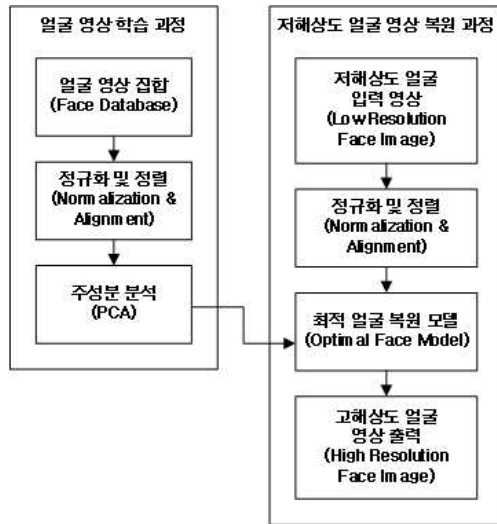 얼굴 영상 학습 과정
얼굴 영상 집합
(Face Database)
정규화 및 정렬
(Normalization &
Alignment)
주성분 분석
(PCA)
저해상도 얼굴 영상 복원 과정
저해상도 얼굴
입력 영상
(Low Resolution
Face Image)
정규화 및 정렬
(Normalization &
Alignment)
최적 얼굴 복원 모델
(Optimal Face Model)
고해상도 얼굴
영상 출력
(High Resolution
Face Image)